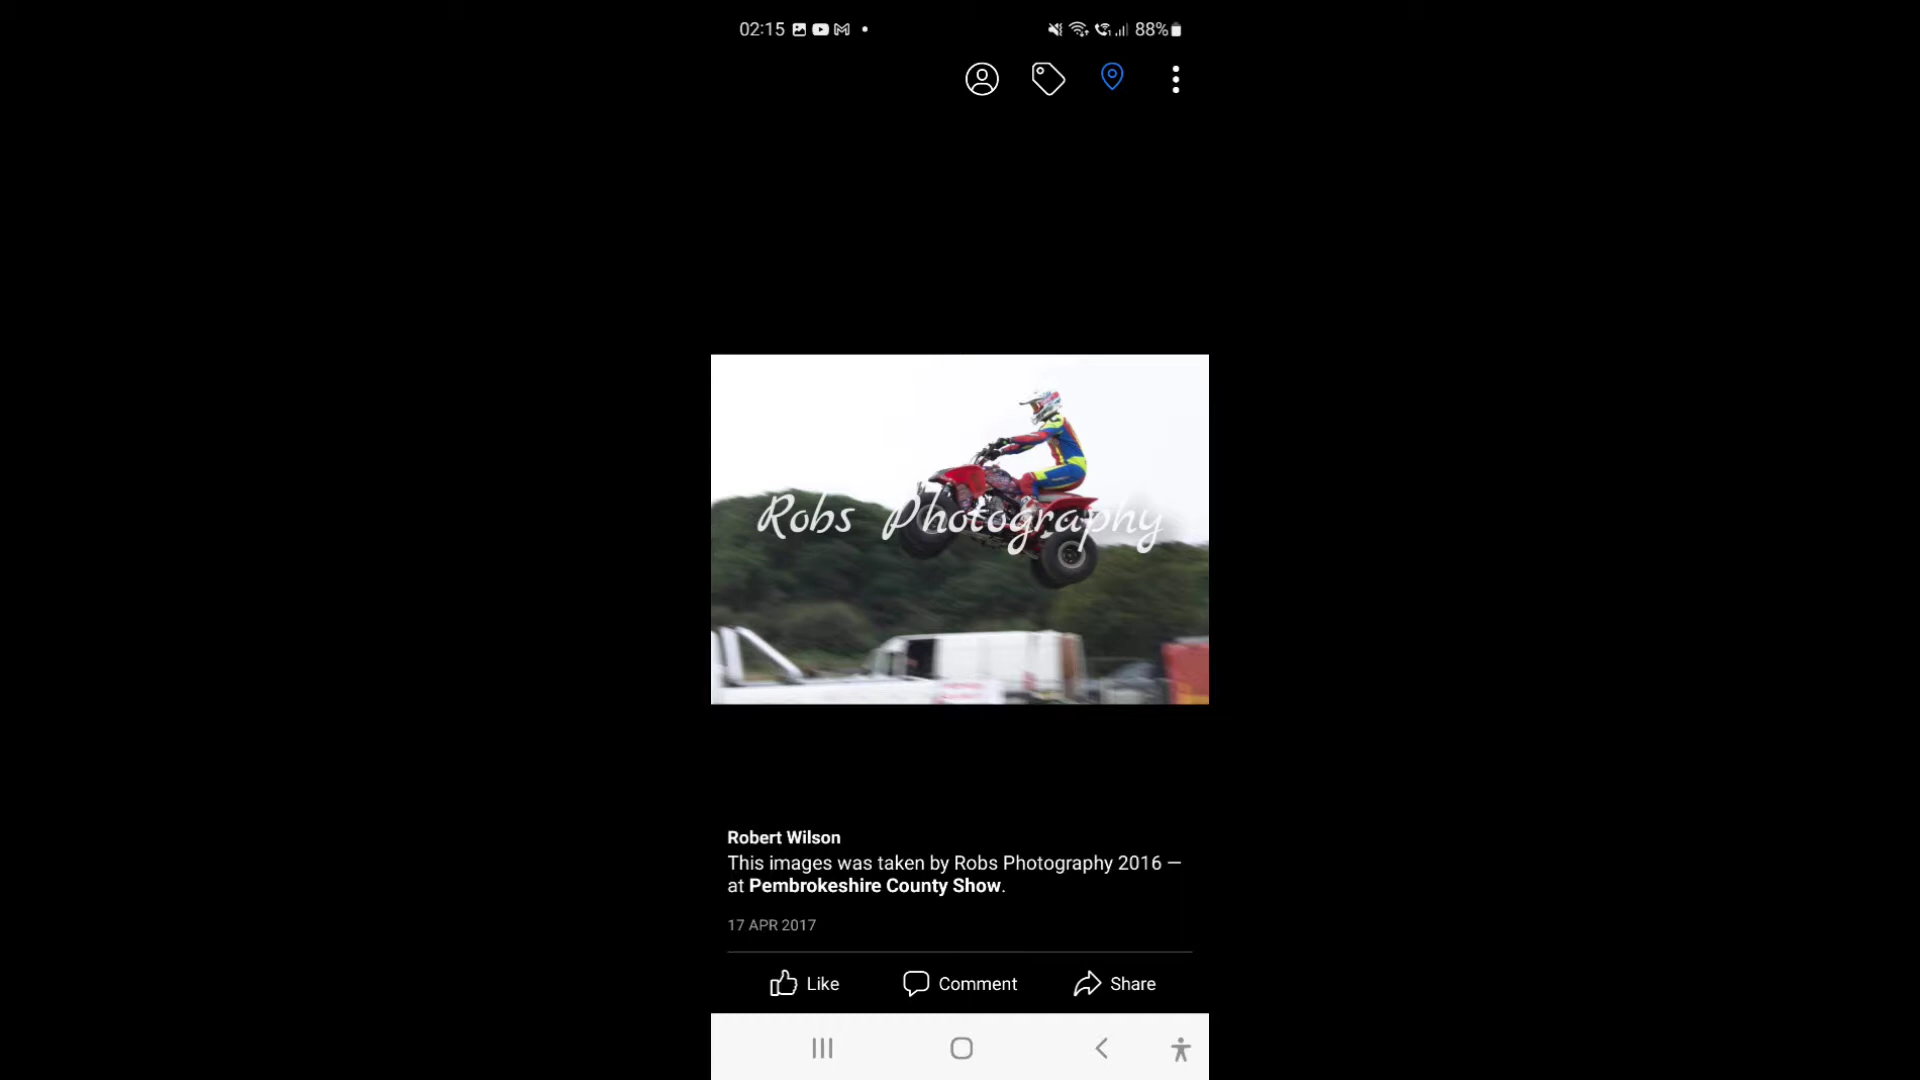 02:15 88%
Robs Photography
Robert Wilson
This images was taken by Robs Photography 2016 —
at Pembrokeshire County Show.
17 APR 2017
Like Comment Share